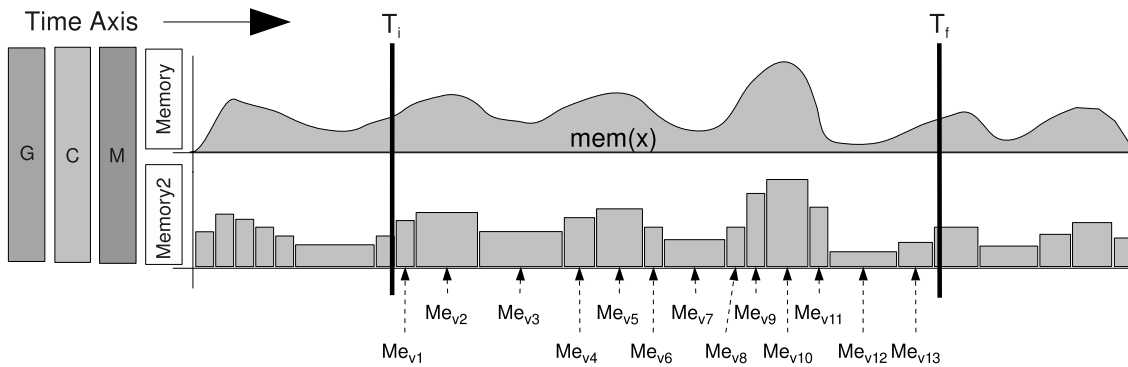 Time Axis
T_i
T_f
G
C
M
Memory
mem(x)
Memory2
Me_v2
Me_v3
Me_v5
Me_v7
Me_v9
Me_v11
Me_v1
Me_v4
Me_v6
Me_v8
Me_v10
Me_v12
Me_v13